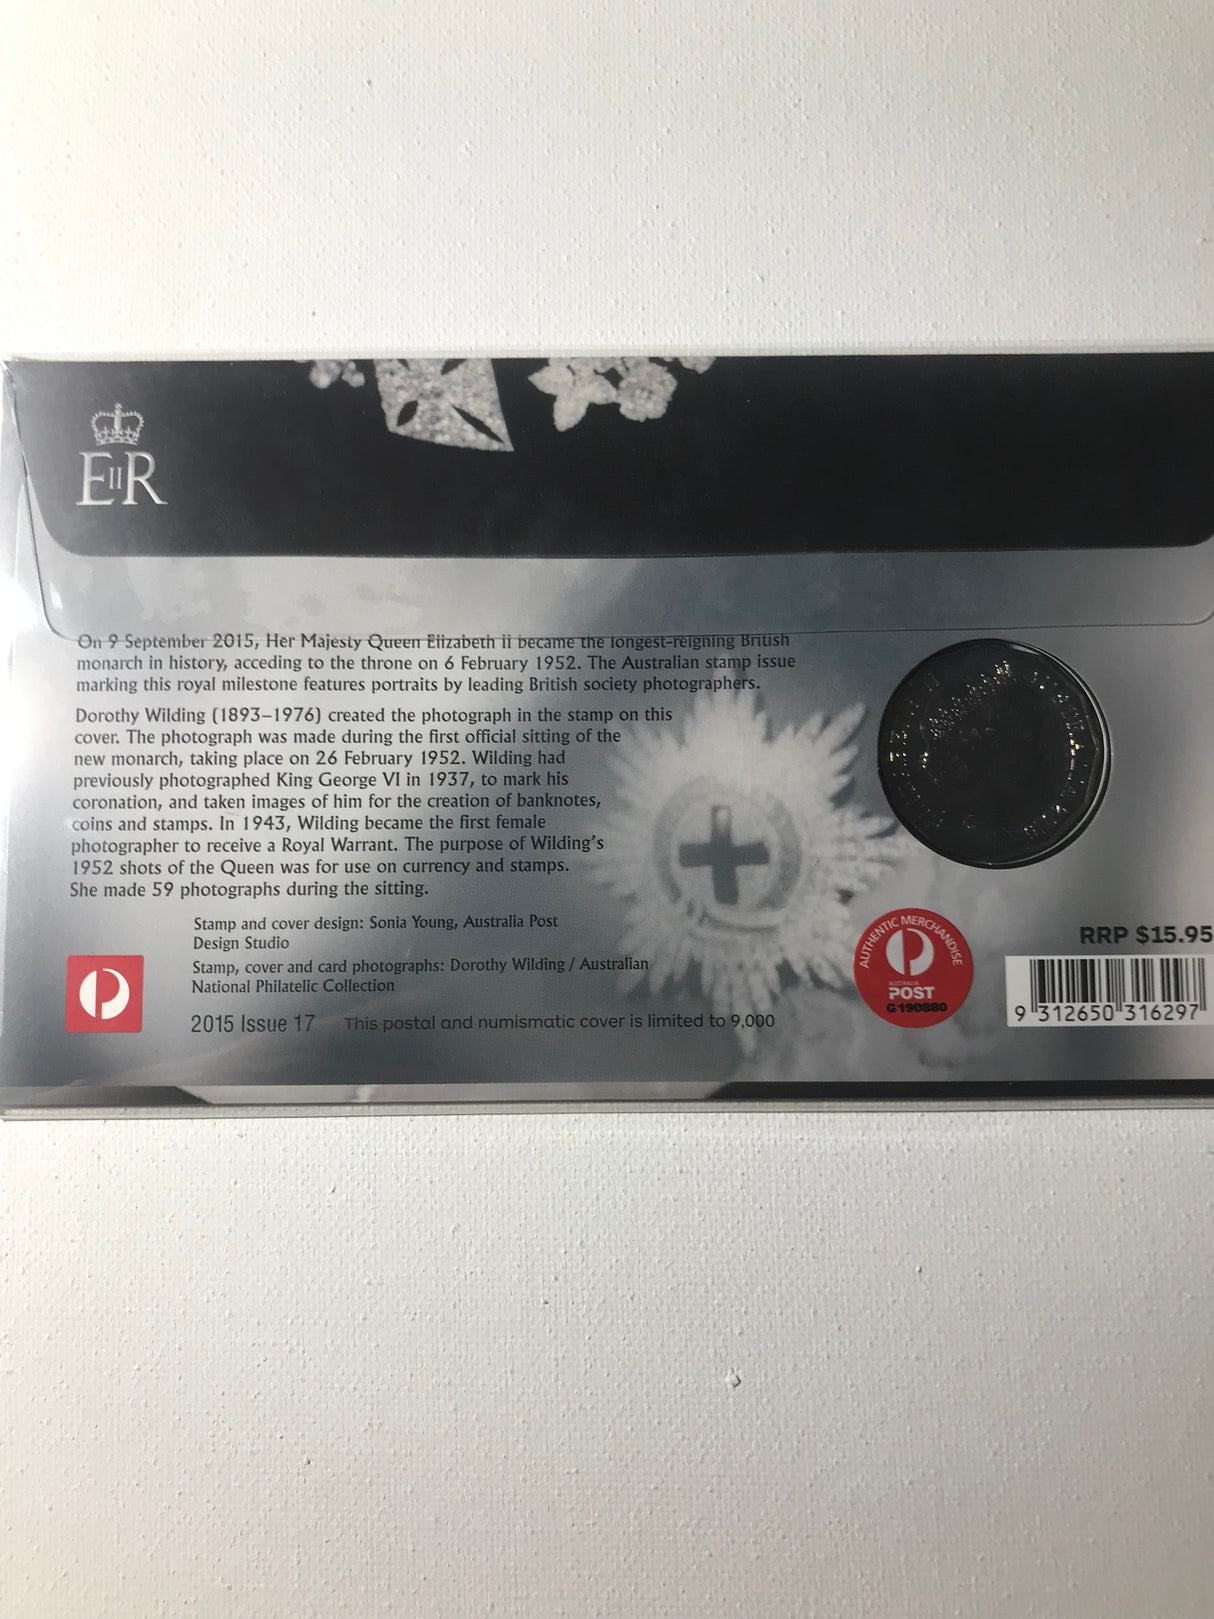 EIIR
On 9 September 2015, Her Majesty Queen Elizabeth II became the longest-reigning British
monarch in history, acceding to the throne on 6 February 1952. The Australian stamp issue
marking this royal milestone features portraits by leading British society photographers.
Dorothy Wilding (1893–1976) created the photograph in the stamp on this
cover. The photograph was made during the first official sitting of the
new monarch, taking place on 26 February 1952. Wilding had
previously photographed King George VI in 1937, to mark his
coronation, and taken images of him for the creation of banknotes,
coins and stamps. In 1943, Wilding became the first female
photographer to receive a Royal Warrant. The purpose of Wilding's
1952 shots of the Queen was for use on currency and stamps.
She made 59 photographs during the sitting.
Stamp and cover design: Sonia Young, Australia Post
Design Studio
Stamp, cover and card photographs: Dorothy Wilding / Australian
National Philatelic Collection
2015 Issue 17 This postal and numismatic cover is limited to 9,000
AUTHENTIC MERCHANDISE
AUSTRALIA
POST
G190880
RRP $15.95
9 312650 316297